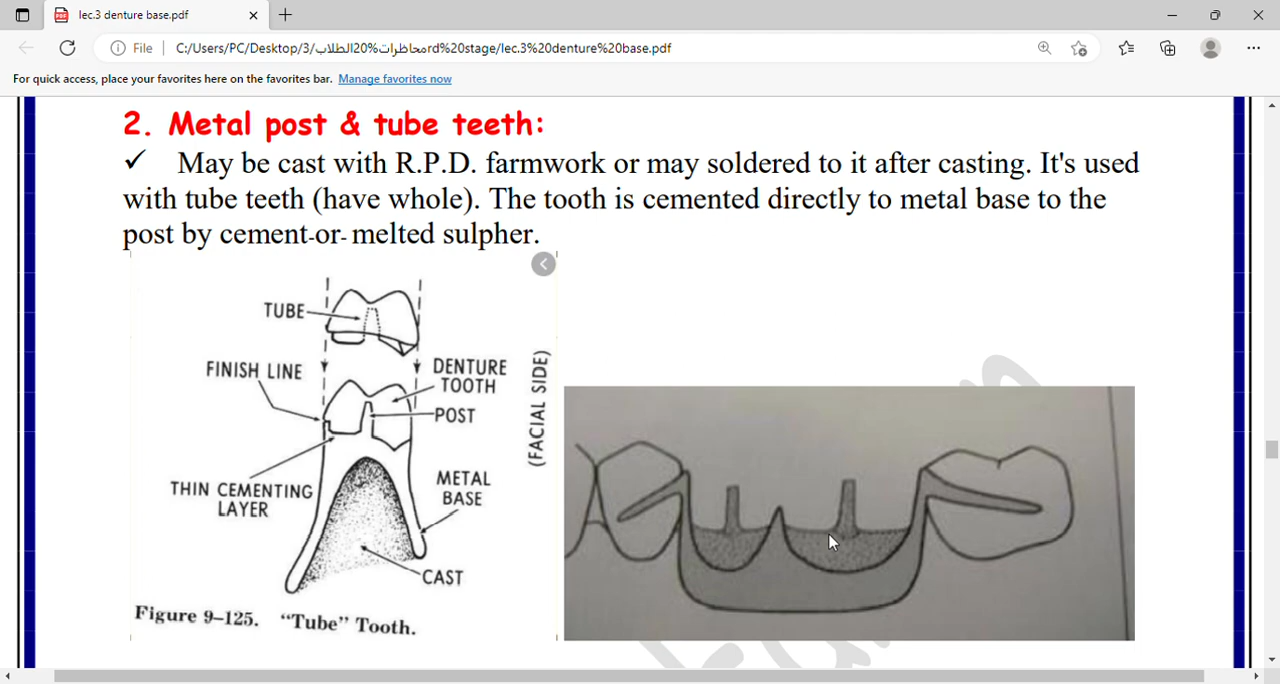 lec.3 denture base.pdf
File
C:/Users/PC/Desktop/3/محاظرات%20الطلابrd%20stage/lec.3%20denture%20base.pdf
For quick access, place your favorites here on the favorites bar. Manage favorites now
2. Metal post & tube teeth:
✓ May be cast with R.P.D. farmwork or may soldered to it after casting. It's used
with tube teeth (have whole). The tooth is cemented directly to metal base to the
post by cement-or-melted sulpher.
TUBE
FINISH LINE
DENTURE
TOOTH
POST
(FACIAL SIDE)
THIN CEMENTING
LAYER
METAL
BASE
CAST
Figure 9–125. “Tube” Tooth.